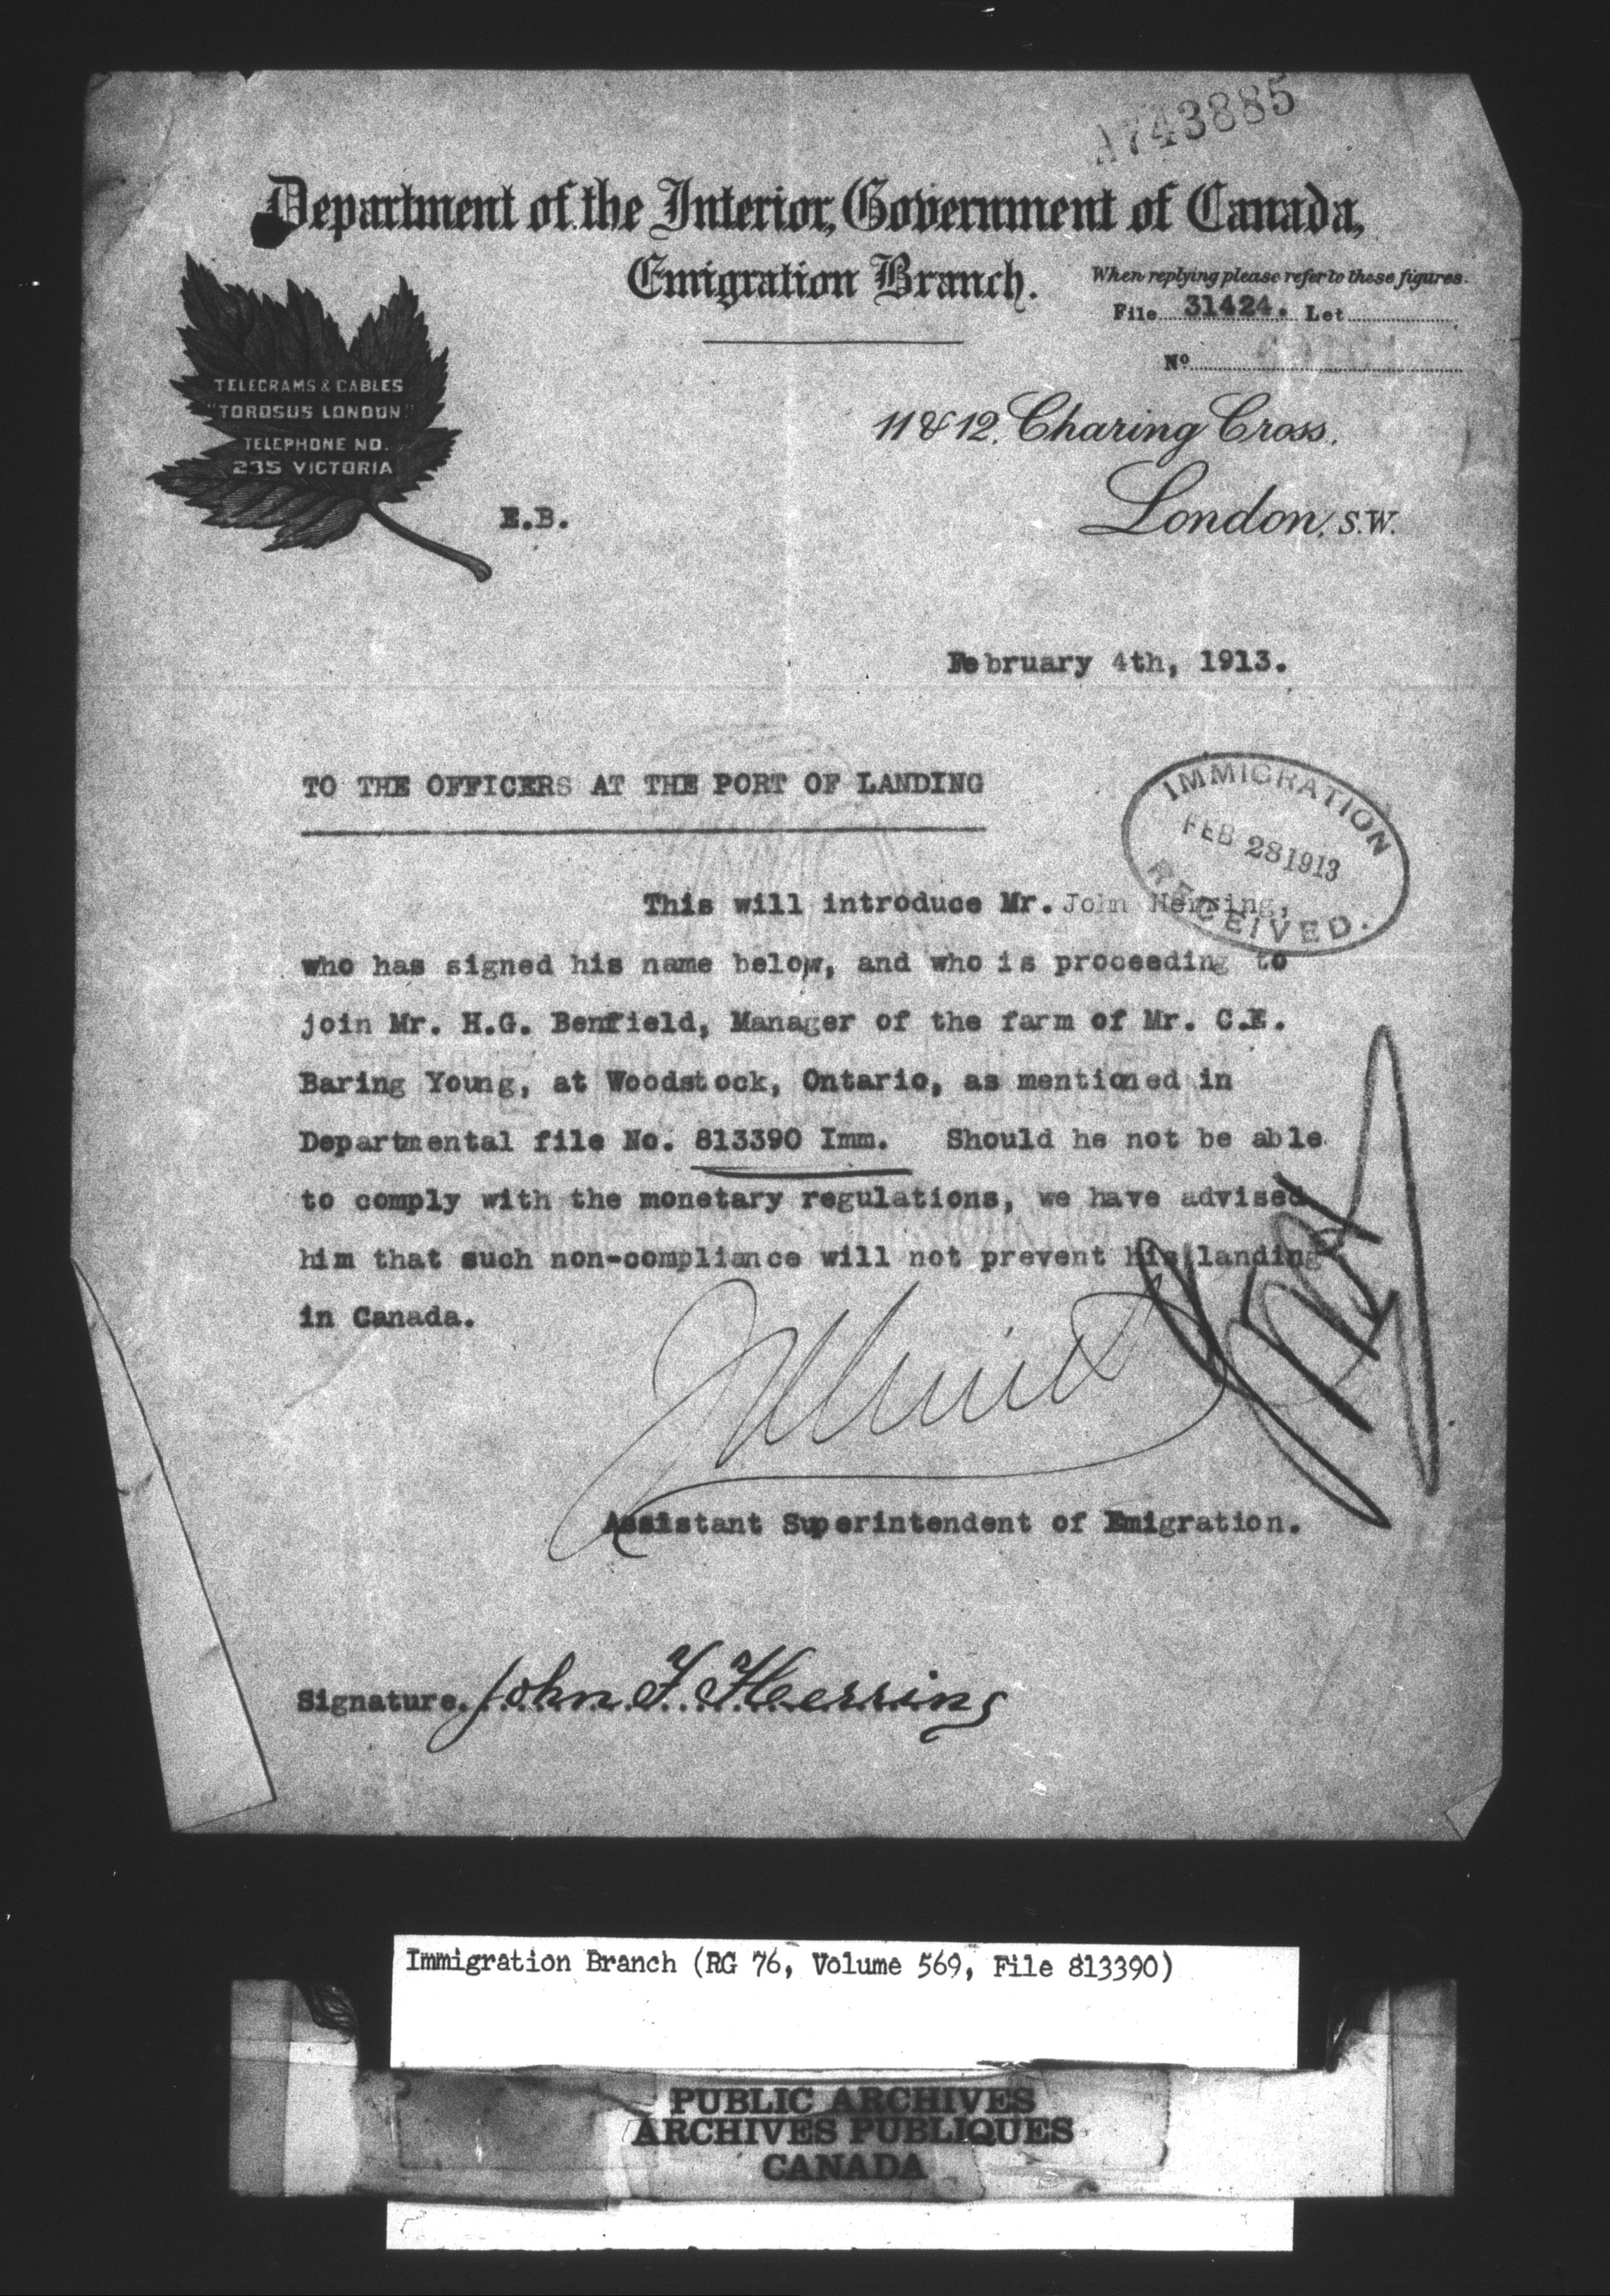 A743885
Department of the Interior, Government of Canada,
Emigration Branch.
When replying please refer to these figures.
File 31424. Let
No
TELEGRAMS & CABLES
"TOROSUS LONDON."
TELEPHONE NO.
235 VICTORIA
11 & 12, Charing Cross.
London, S.W.
E.B.
February 4th, 1913.
TO THE OFFICERS AT THE PORT OF LANDING
IMMIGRATION
FEB 28 1913
RECEIVED.
This will introduce Mr. John Herring,
who has signed his name below, and who is proceeding to
join Mr. H.G. Benfield, Manager of the farm of Mr. C.E.
Baring Young, at Woodstock, Ontario, as mentioned in
Departmental file No. 813390 Imm. Should he not be able
to comply with the monetary regulations, we have advised
him that such non-compliance will not prevent his landing
in Canada.
Assistant Superintendent of Emigration.
Signature. John F. Herring
Immigration Branch (RG 76, Volume 569, File 813390)
PUBLIC ARCHIVES
ARCHIVES PUBLIQUES
CANADA